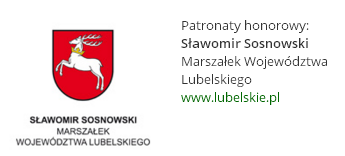 SŁAWOMIR SOSNOWSKI
MARSZAŁEK
WOJEWÓDZTWA LUBELSKIEGO
Patronaty honorowy:
Sławomir Sosnowski
Marszałek Województwa
Lubelskiego
www.lubelskie.pl